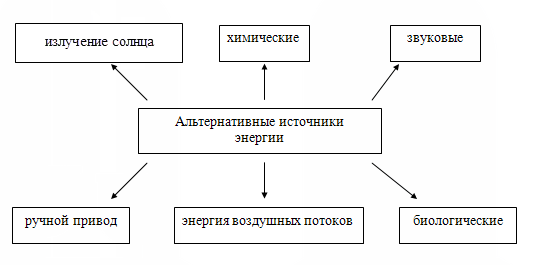 излучение солнца
химические
звуковые
Альтернативные источники
энергии
ручной привод
энергия воздушных потоков
биологические